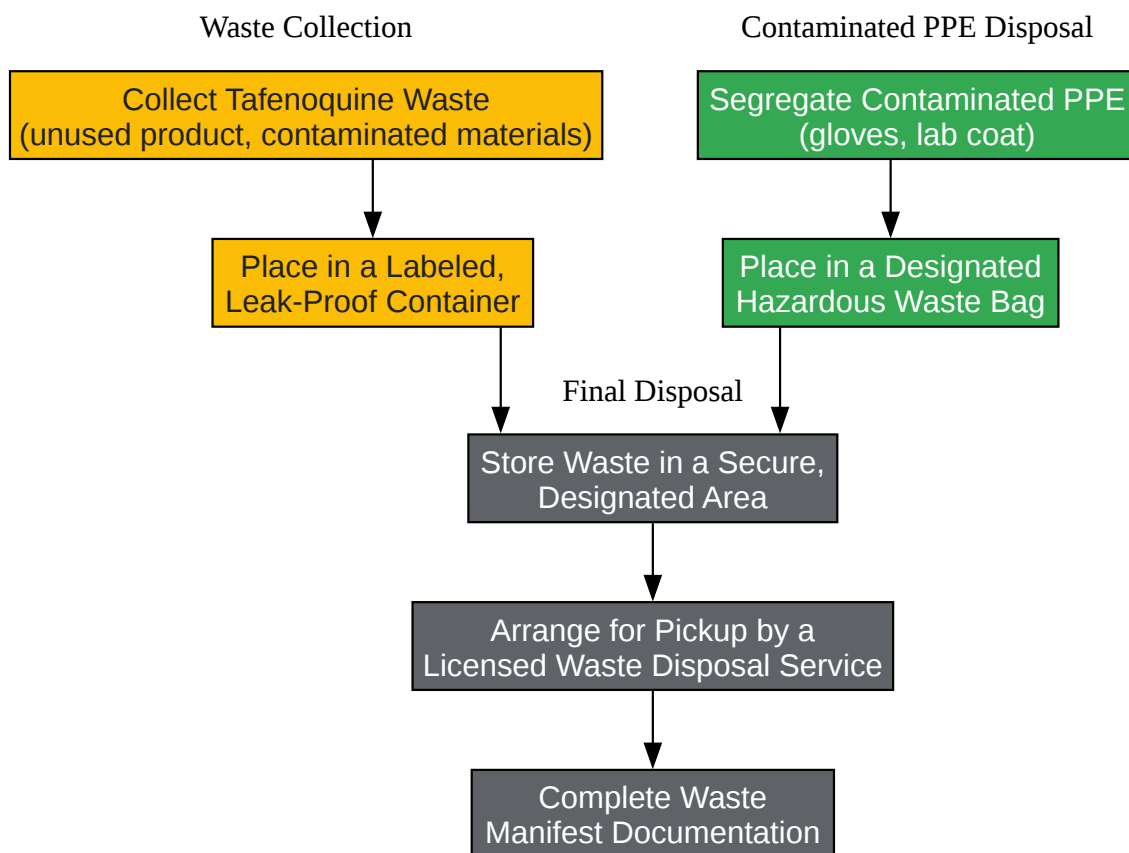 Waste Collection
Contaminated PPE Disposal
Collect Tafenoquine Waste
(unused product, contaminated materials)
Segregate Contaminated PPE
(gloves, lab coat)
Place in a Labeled,
Leak-Proof Container
Place in a Designated
Hazardous Waste Bag
Final Disposal
Store Waste in a Secure,
Designated Area
Arrange for Pickup by a
Licensed Waste Disposal Service
Complete Waste
Manifest Documentation